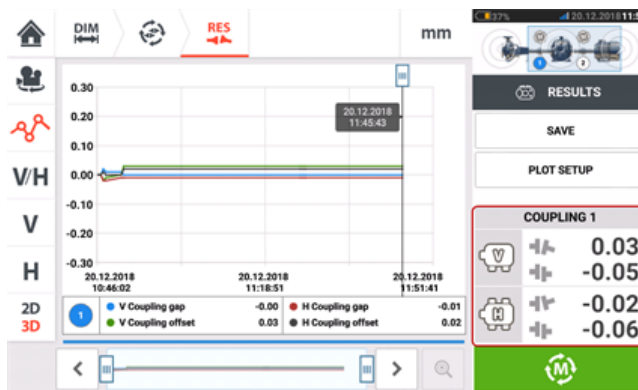 DIM
RES
mm
37%
20.12.2018 11:5
1
2
RESULTS
SAVE
PLOT SETUP
COUPLING 1
V
0.03
-0.05
H
-0.02
-0.06
M
V/H
V
H
2D
3D
0.30
0.20
0.10
0.00
-0.10
-0.20
-0.30
20.12.2018
11:45:43
20.12.2018
10:46:02
20.12.2018
11:18:51
20.12.2018
11:51:41
1
V Coupling gap -0.00
H Coupling gap -0.01
V Coupling offset 0.03
H Coupling offset 0.02